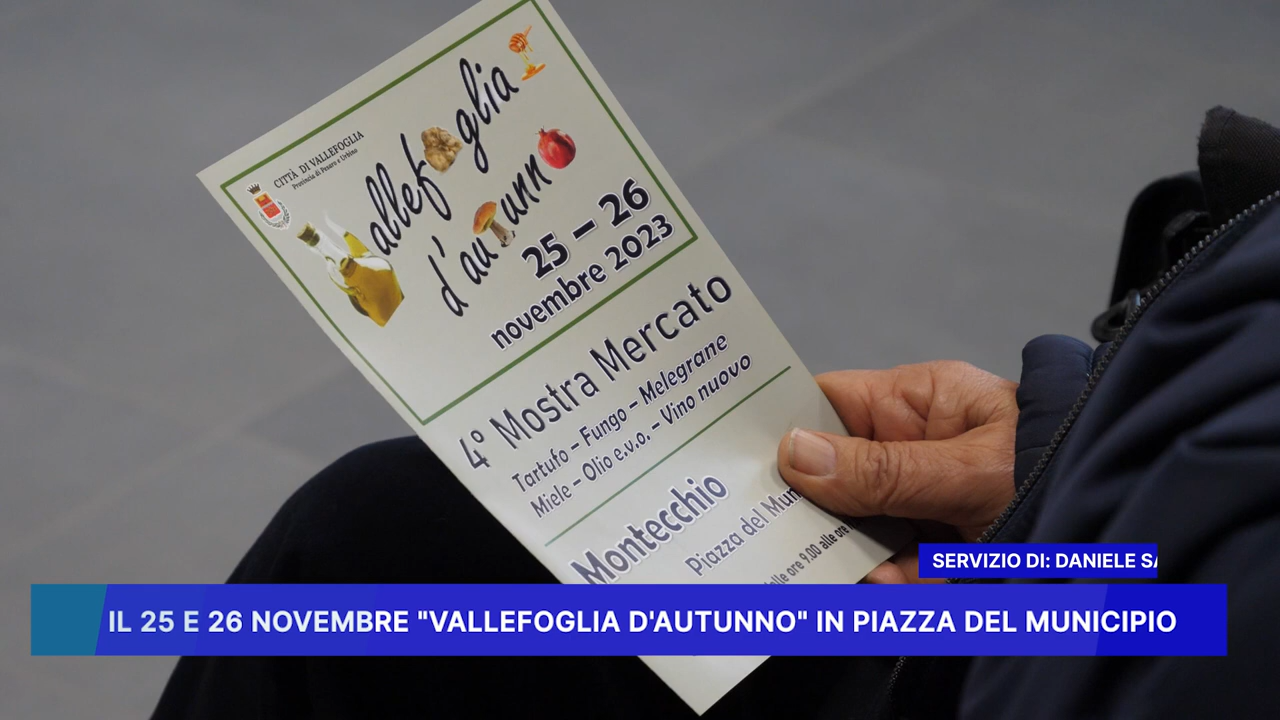 CITTÀ DI VALLEFOGLIA
Provincia di Pesaro e Urbino
Vallefoglia
d'autunno
25 – 26
novembre 2023
4° Mostra Mercato
Tartufo – Fungo – Melegrane
Miele – Olio e.v.o. – Vino nuovo
Montecchio
Piazza del Mun
dalle ore 9.00 alle ore
SERVIZIO DI: DANIELE SA
IL 25 E 26 NOVEMBRE "VALLEFOGLIA D'AUTUNNO" IN PIAZZA DEL MUNICIPIO